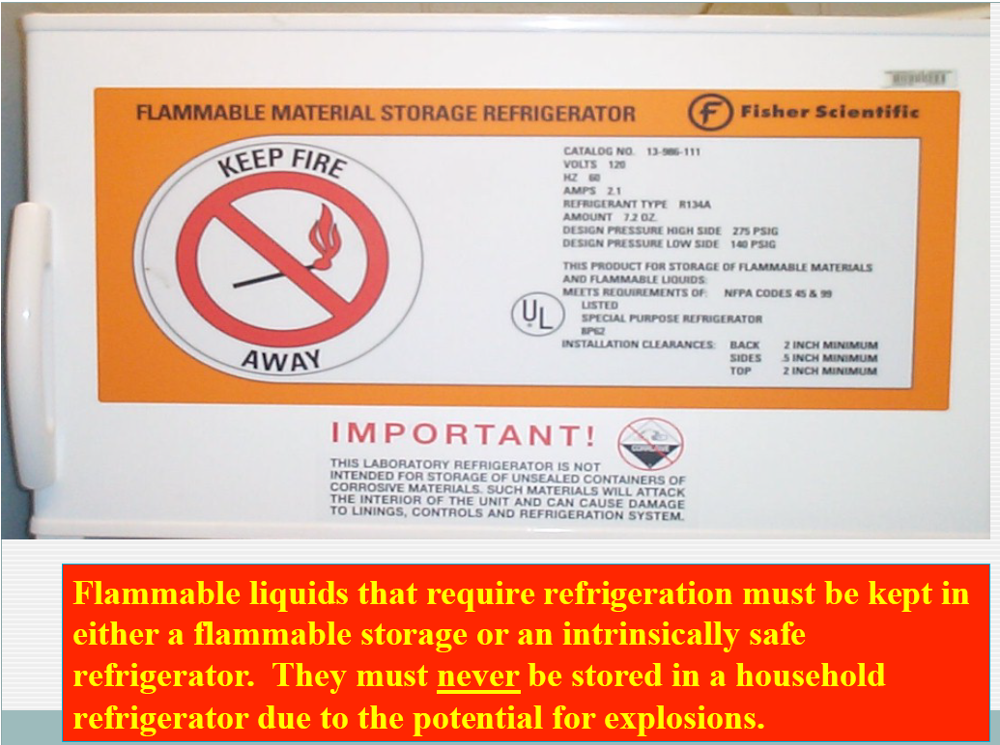 FLAMMABLE MATERIAL STORAGE REFRIGERATOR
Fisher Scientific
KEEP FIRE
AWAY
CATALOG NO. 13-986-111
VOLTS 120
HZ 60
AMPS 2.1
REFRIGERANT TYPE R134A
AMOUNT 7.2 OZ.
DESIGN PRESSURE HIGH SIDE 275 PSIG
DESIGN PRESSURE LOW SIDE 140 PSIG
THIS PRODUCT FOR STORAGE OF FLAMMABLE MATERIALS
AND FLAMMABLE LIQUIDS:
MEETS REQUIREMENTS OF: NFPA CODES 45 & 99
UL
LISTED
SPECIAL PURPOSE REFRIGERATOR
8P62
INSTALLATION CLEARANCES: BACK 2 INCH MINIMUM
SIDES .5 INCH MINIMUM
TOP 2 INCH MINIMUM
IMPORTANT!
CORROSIVE
THIS LABORATORY REFRIGERATOR IS NOT
INTENDED FOR STORAGE OF UNSEALED CONTAINERS OF
CORROSIVE MATERIALS. SUCH MATERIALS WILL ATTACK
THE INTERIOR OF THE UNIT AND CAN CAUSE DAMAGE
TO LININGS, CONTROLS AND REFRIGERATION SYSTEM.
Flammable liquids that require refrigeration must be kept in
either a flammable storage or an intrinsically safe
refrigerator. They must never be stored in a household
refrigerator due to the potential for explosions.